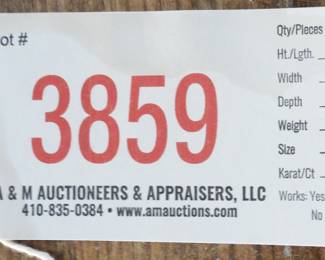 ot #
3859
A & M AUCTIONEERS & APPRAISERS, LLC
410-835-0384 • www.amauctions.com
Qty/Pieces
Ht./Lgth.
Width
Depth
Weight
Size
Karat/Ct
Works: Yes
No